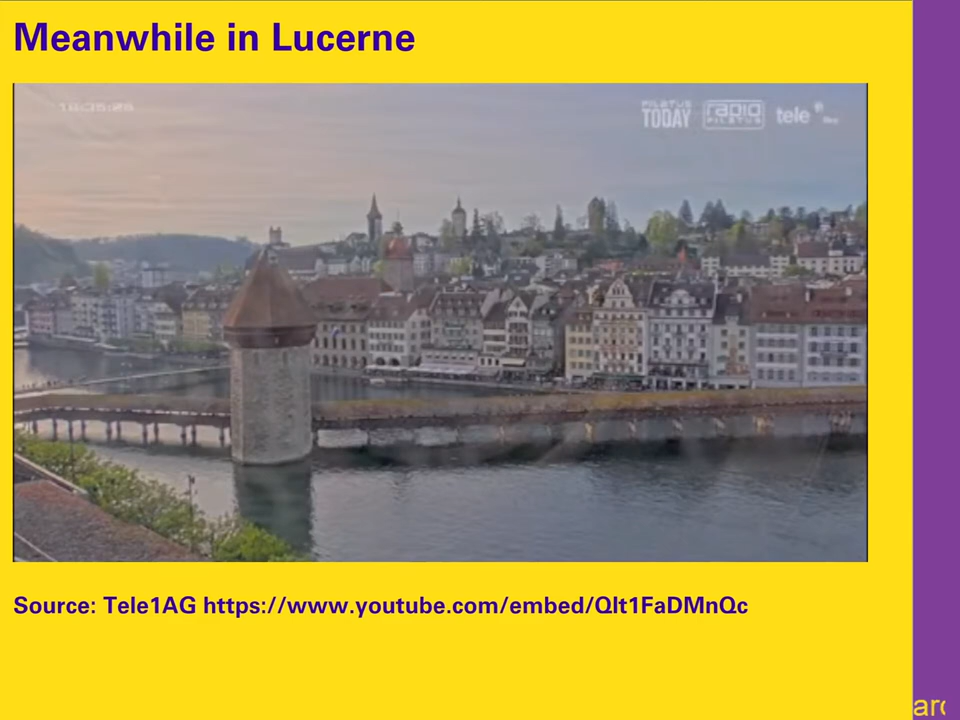 Meanwhile in Lucerne
PILATUS TODAY
RADIO PILATUS
tele
Source: Tele1AG https://www.youtube.com/embed/Qlt1FaDMnQc